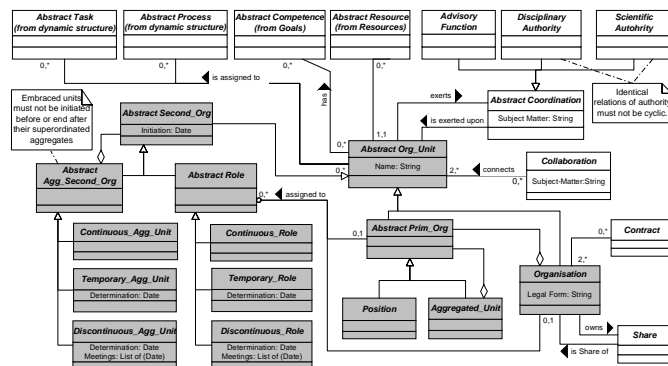 Abstract Task
(from dynamic structure)
Abstract Process
(from dynamic structure)
Abstract Competence
(from Goals)
Abstract Resource
(from Resources)
Advisory
Function
Disciplinary
Authority
Scientific
Autohrity
0,*
0,*
0,*
0,*
is assigned to
has
Embraced units
must not be initiated
before or end after
their superordinated
aggregates
Identical
relations of authority
must not be cyclic.
exerts
is exerted upon
Abstract Coordination
Subject Matter: String
Abstract Second_Org
Initiation: Date
0,*
1,1
Abstract Org_Unit
Name: String
0,*
2,*
connects
0,*
Collaboration
Subject-Matter:String
Abstract
Agg_Second_Org
Abstract Role
0,*
assigned to
0,1
Abstract Prim_Org
Continuous_Agg_Unit
Continuous_Role
Temporary_Agg_Unit
Determination: Date
Temporary_Role
Determination: Date
Discontinuous_Agg_Unit
Determination: Date
Meetings: List of (Date)
Discontinuous_Role
Determination: Date
Meetings: List of (Date)
Position
Aggregated_Unit
Organisation
Legal Form: String
0,*
2,*
Contract
0,1
owns
is Share of
Share